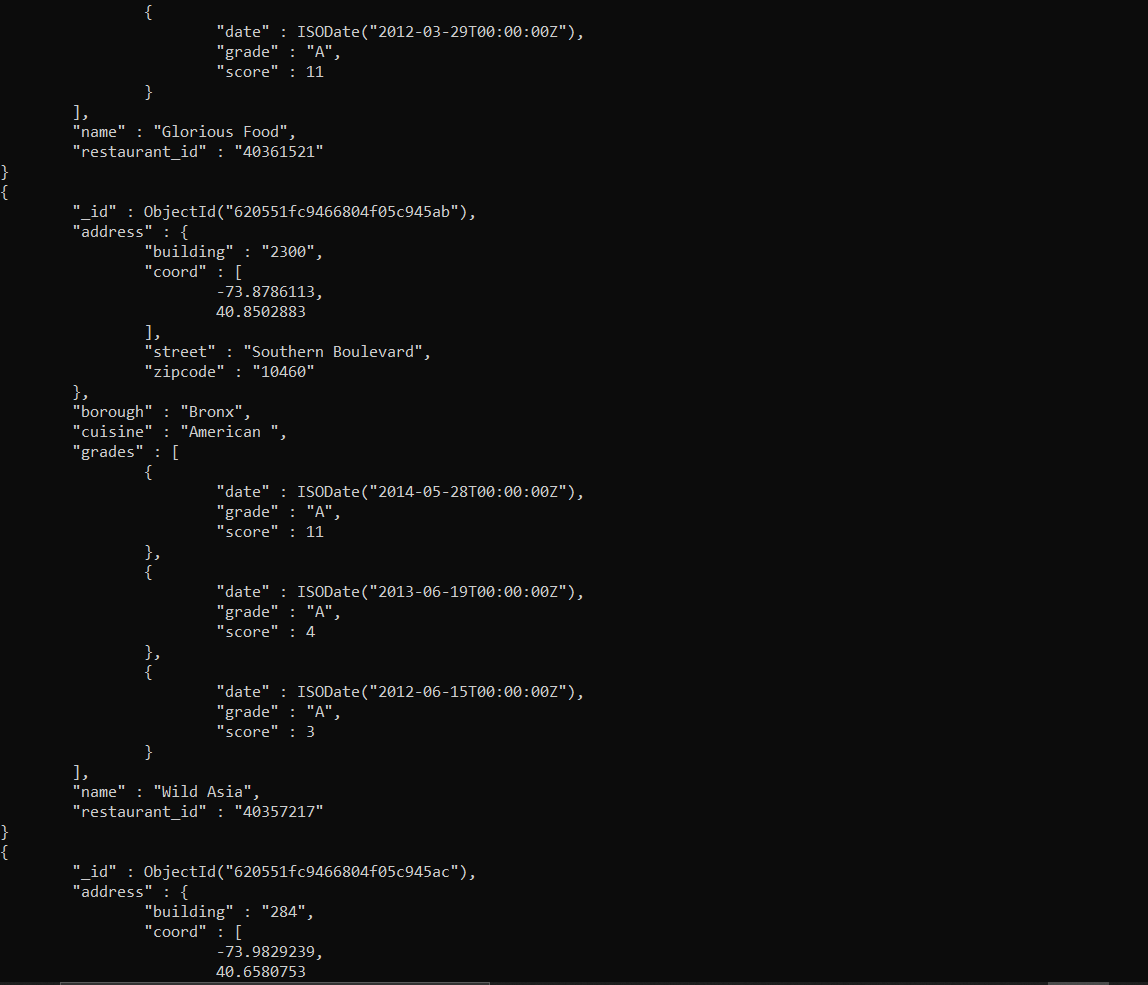 {
"date" : ISODate("2012-03-29T00:00:00Z"),
"grade" : "A",
"score" : 11
}
],
"name" : "Glorious Food",
"restaurant_id" : "40361521"
}
{
"_id" : ObjectId("620551fc9466804f05c945ab"),
"address" : {
"building" : "2300",
"coord" : [
-73.8786113,
40.8502883
],
"street" : "Southern Boulevard",
"zipcode" : "10460"
},
"borough" : "Bronx",
"cuisine" : "American ",
"grades" : [
{
"date" : ISODate("2014-05-28T00:00:00Z"),
"grade" : "A",
"score" : 11
},
{
"date" : ISODate("2013-06-19T00:00:00Z"),
"grade" : "A",
"score" : 4
},
{
"date" : ISODate("2012-06-15T00:00:00Z"),
"grade" : "A",
"score" : 3
}
],
"name" : "Wild Asia",
"restaurant_id" : "40357217"
}
{
"_id" : ObjectId("620551fc9466804f05c945ac"),
"address" : {
"building" : "284",
"coord" : [
-73.9829239,
40.6580753